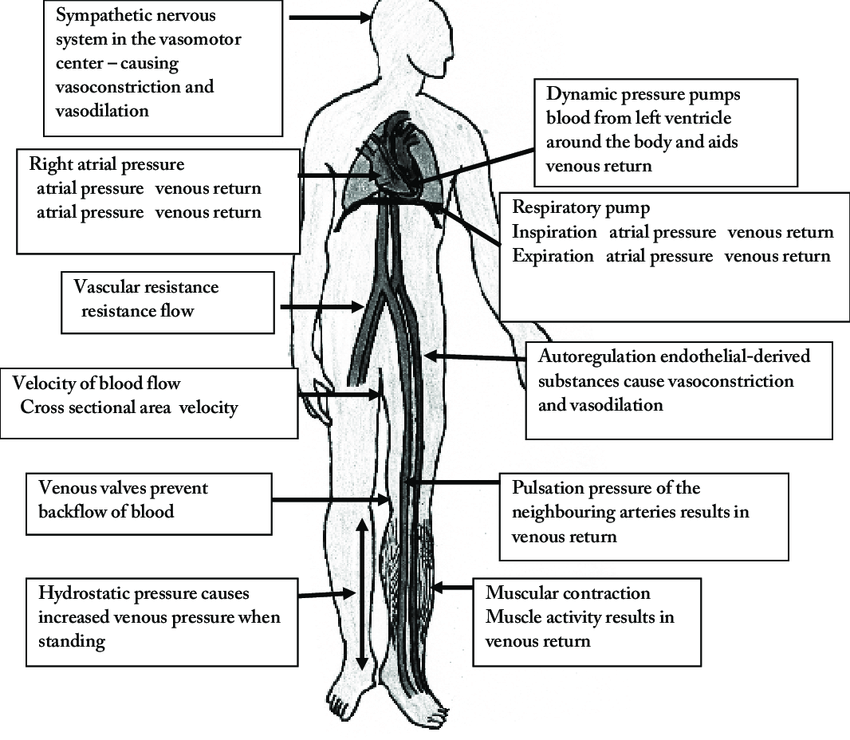 Sympathetic nervous
system in the vasomotor
center – causing
vasoconstriction and
vasodilation
Dynamic pressure pumps
blood from left ventricle
around the body and aids
venous return
Right atrial pressure
atrial pressure venous return
atrial pressure venous return
Respiratory pump
Inspiration atrial pressure venous return
Expiration atrial pressure venous return
Vascular resistance
resistance flow
Autoregulation endothelial-derived
substances cause vasoconstriction
and vasodilation
Velocity of blood flow
Cross sectional area velocity
Venous valves prevent
backflow of blood
Pulsation pressure of the
neighbouring arteries results in
venous return
Hydrostatic pressure causes
increased venous pressure when
standing
Muscular contraction
Muscle activity results in
venous return